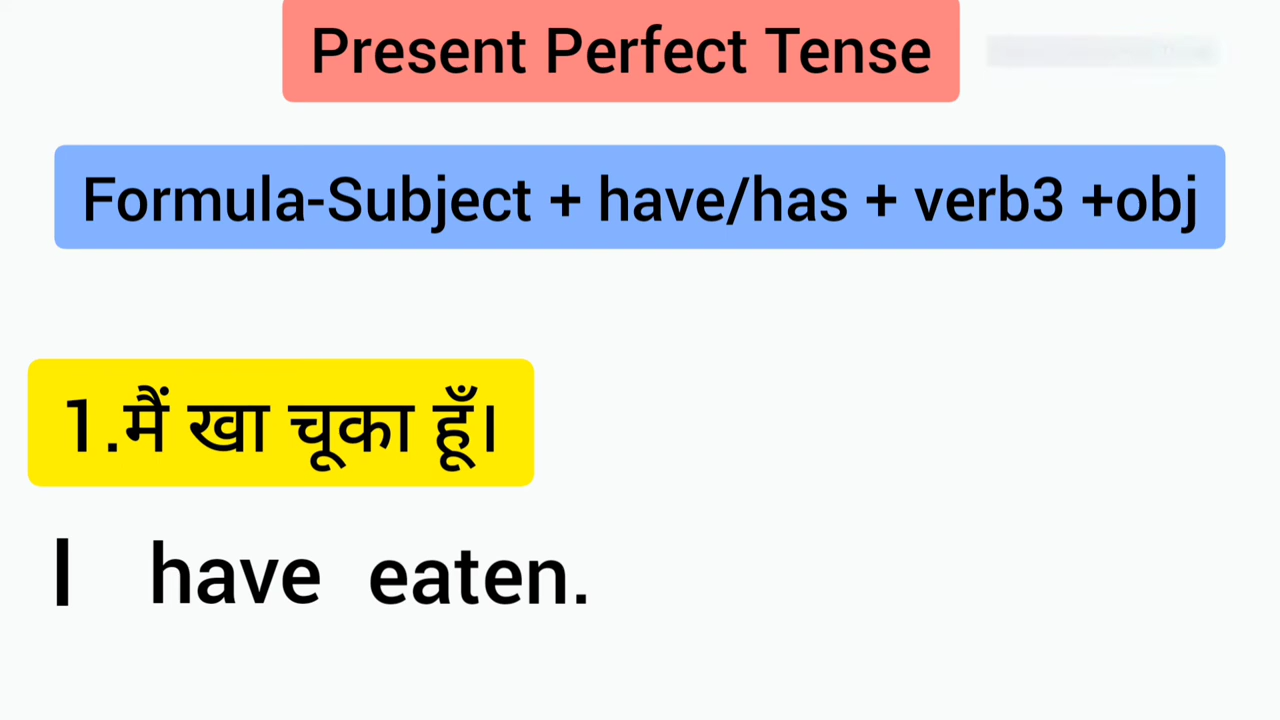 Present Perfect Tense
Formula-Subject + have/has + verb3 +obj
1.मैं खा चूका हूँ।
I have eaten.